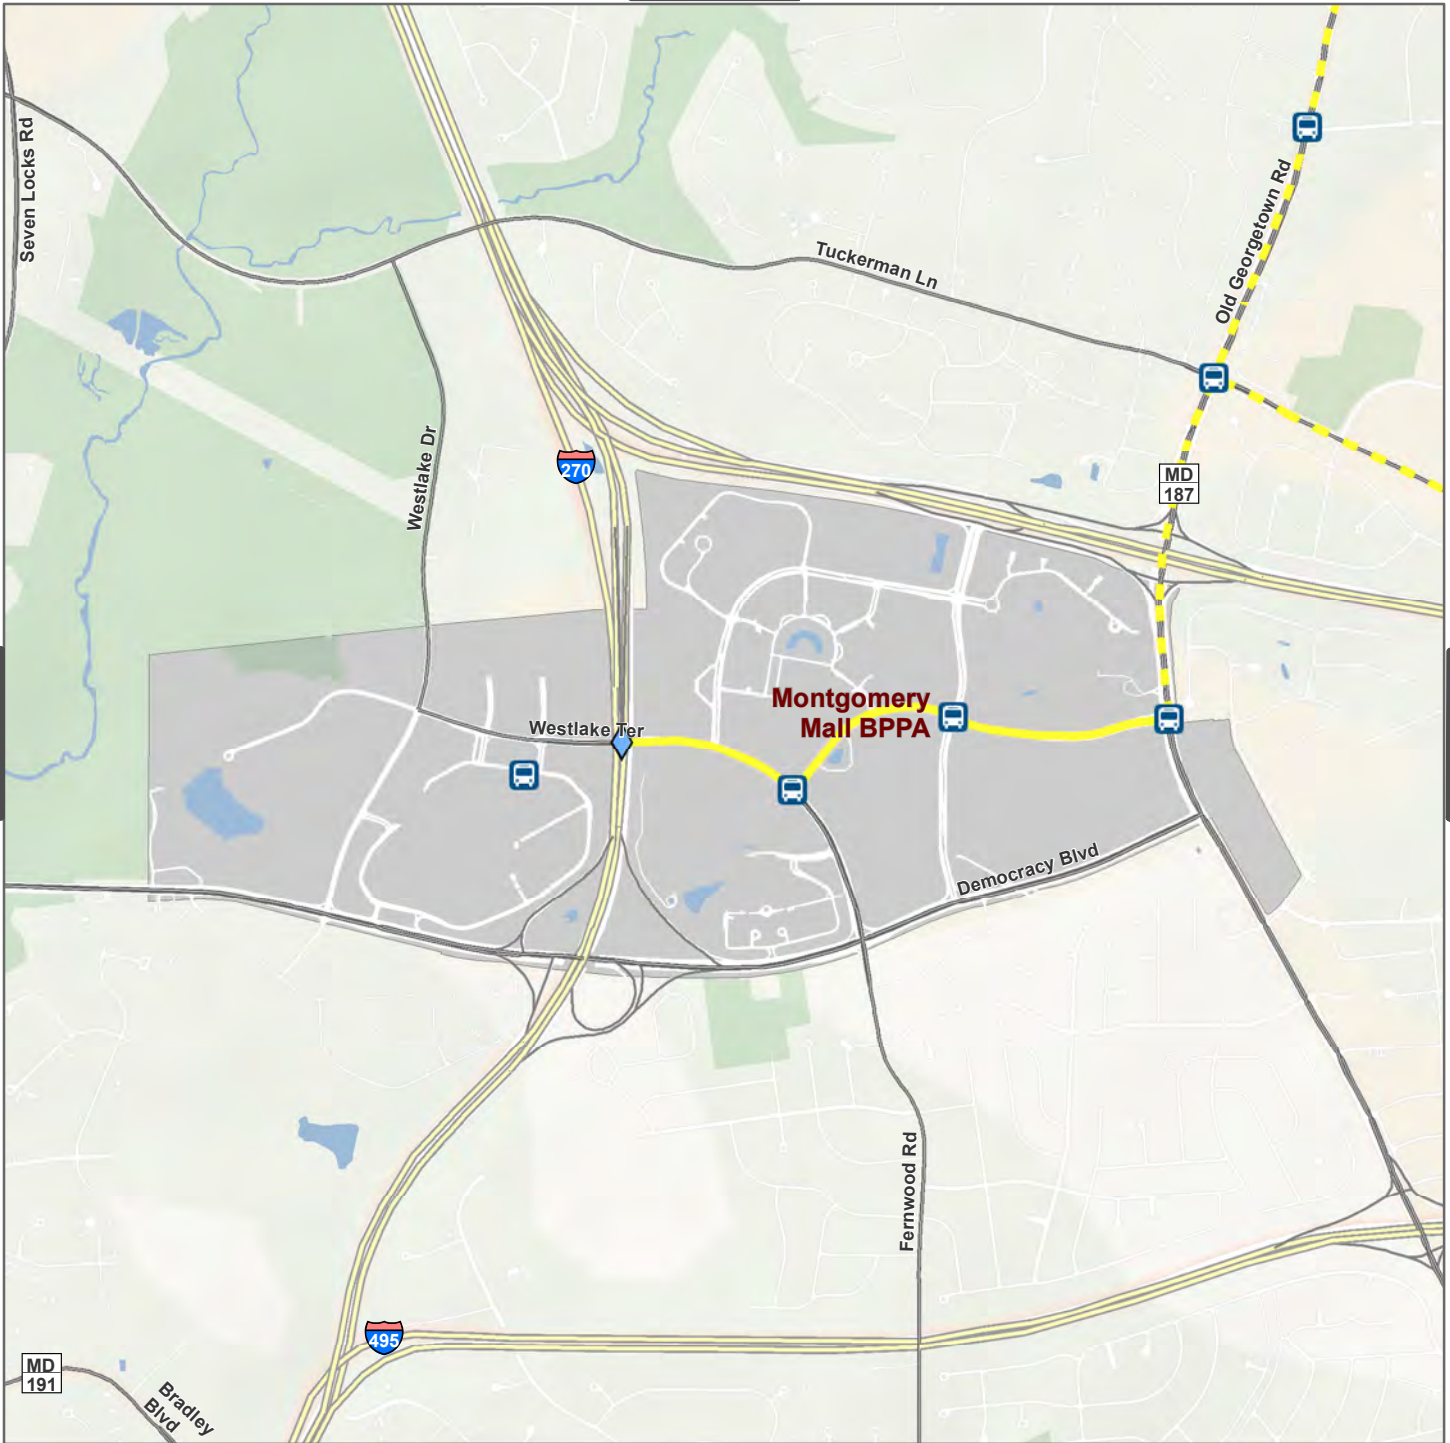 Seven Locks Rd
Old Georgetown Rd
Tuckerman Ln
Westlake Dr
270
MD
187
Montgomery
Mall BPPA
Westlake Ter
Democracy Blvd
Fernwood Rd
495
MD
191
Bradley
Blvd